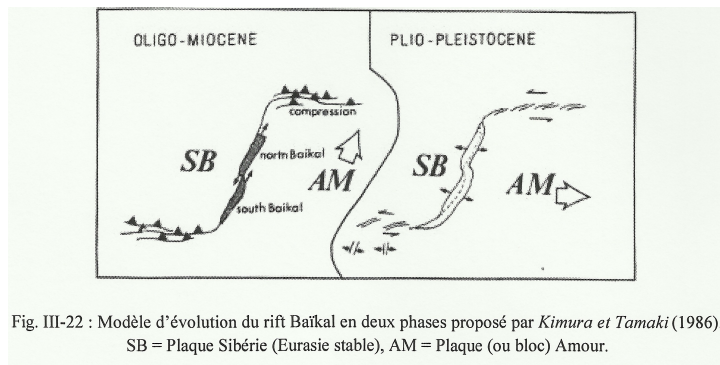 OLIGO-MIOCENE
PLIO-PLEISTOCENE
compression
SB
north Baikal
AM
south Baikal
SB
AM
Fig. III-22 : Modèle d'évolution du rift Baïkal en deux phases proposé par Kimura et Tamaki (1986)
SB = Plaque Sibérie (Eurasie stable), AM = Plaque (ou bloc) Amour.